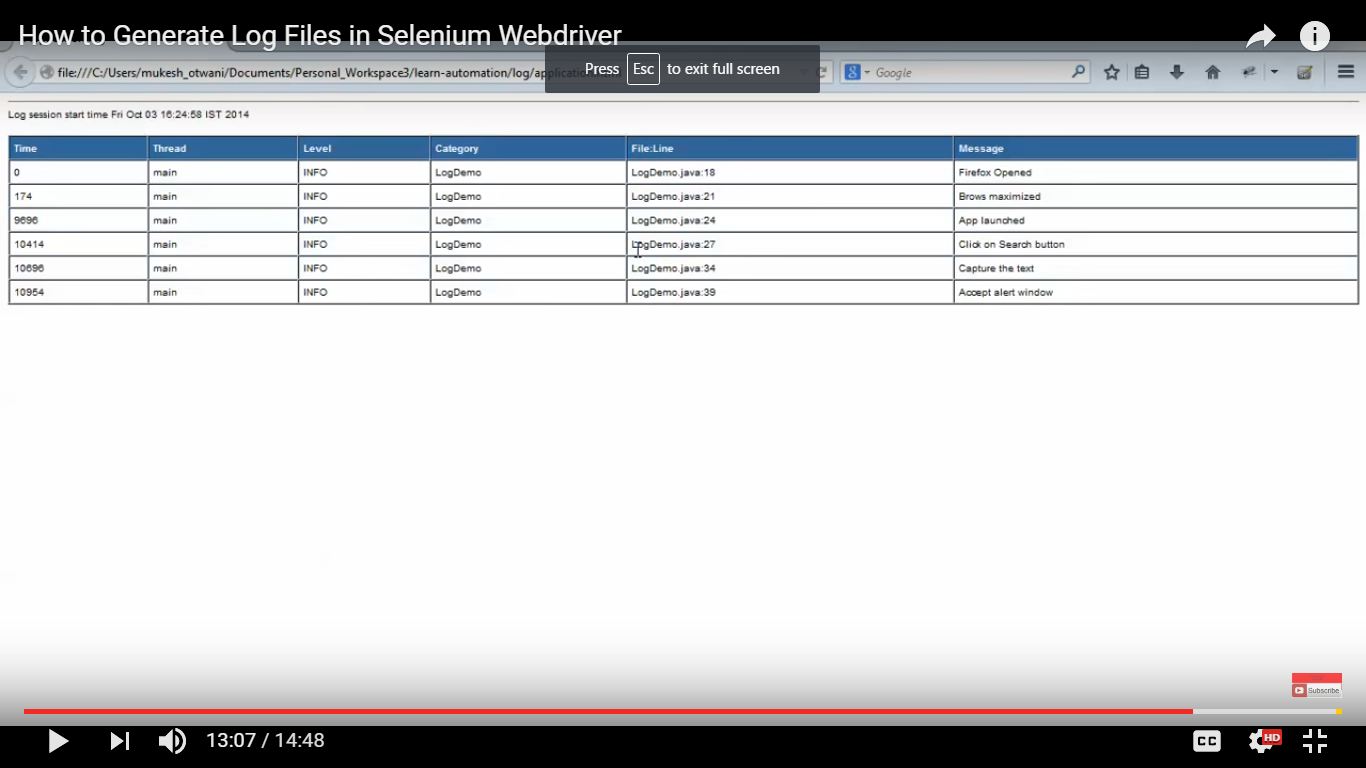 How to Generate Log Files in Selenium Webdriver
Press Esc to exit full screen
file:///C:/Users/mukesh_otwani/Documents/Personal_Workspace3/learn-automation/log/applicatio
8 Google
Log session start time Fri Oct 03 16:24:58 IST 2014
Time Thread Level Category File:Line Message
0 main INFO LogDemo LogDemo.java:18 Firefox Opened
174 main INFO LogDemo LogDemo.java:21 Brows maximized
9696 main INFO LogDemo LogDemo.java:24 App launched
10414 main INFO LogDemo LogDemo.java:27 Click on Search button
10696 main INFO LogDemo LogDemo.java:34 Capture the text
10954 main INFO LogDemo LogDemo.java:39 Accept alert window
Subscribe
13:07 / 14:48
CC
HD